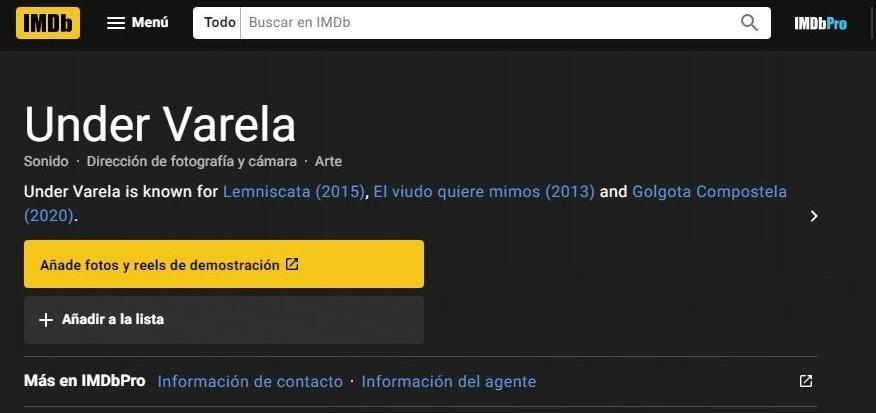 IMDb Menú Todo Buscar en IMDb IMDbPro
Under Varela
Sonido · Dirección de fotografía y cámara · Arte
Under Varela is known for Lemniscata (2015), El viudo quiere mimos (2013) and Golgota Compostela
(2020).
Añade fotos y reels de demostración
Añadir a la lista
Más en IMDbPro Información de contacto · Información del agente